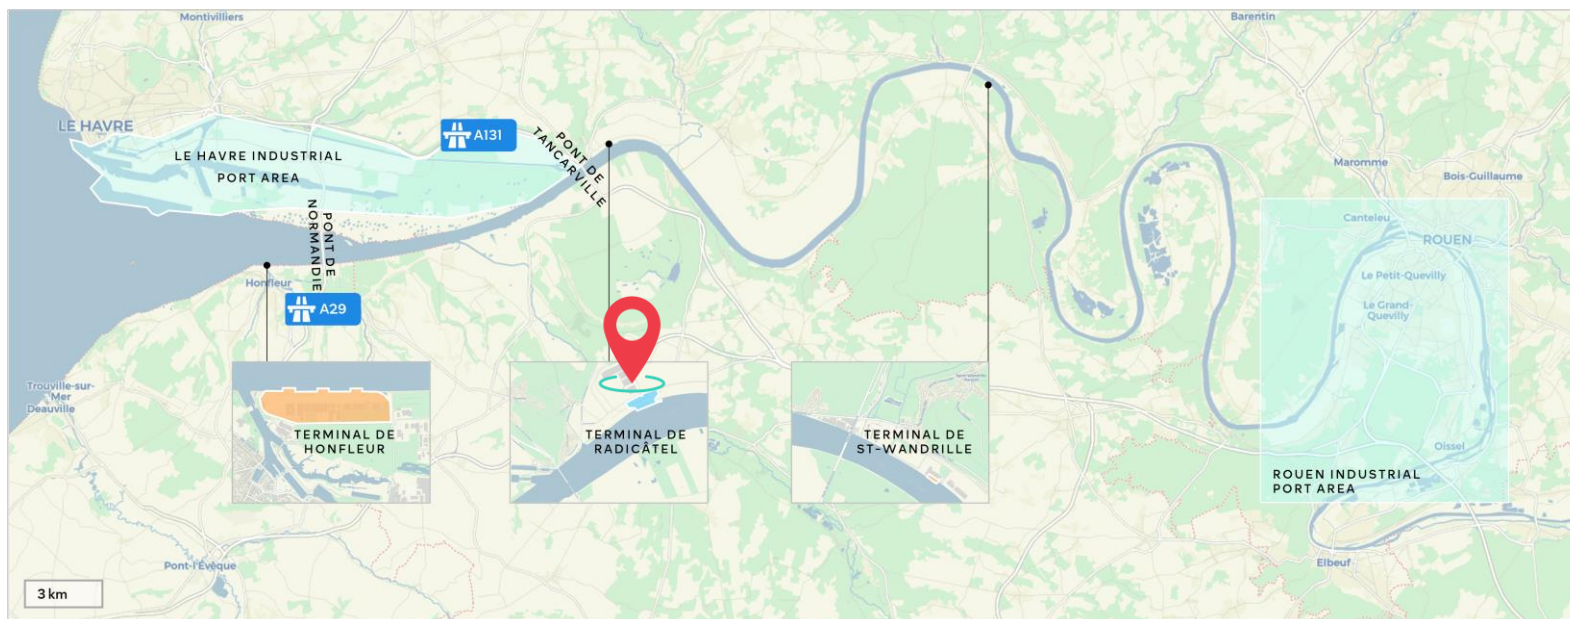 Montivilliers
Barentin
LE HAVRE
A131
PONT DE
TANCARVILLE
LE HAVRE INDUSTRIAL
PORT AREA
Maromme
Bois-Guillaume
PONT DE
NORMANDIE
Canteleu
ROUEN
Honfleur
Le Petit-Quevilly
A29
Le Grand-
Quevilly
Trouville-sur-
Mer
Deauville
TERMINAL DE
HONFLEUR
TERMINAL DE
RADICÂTEL
TERMINAL DE
ST-WANDRILLE
Oissel
ROUEN INDUSTRIAL
PORT AREA
Pont-l'Évêque
Elbeuf
3 km